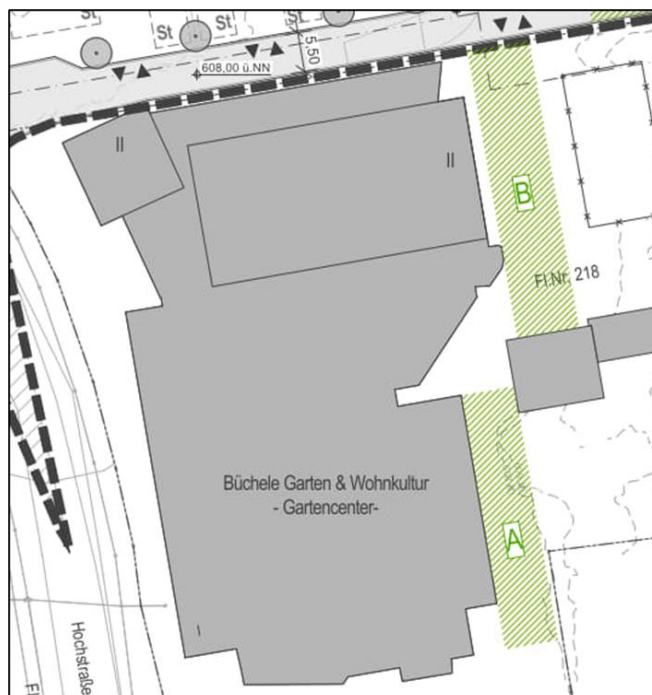 St
St
St
5,50
608,00 ü.NN
II
II
B
Fl.Nr. 218
Büchele Garten & Wohnkultur
- Gartencenter-
A
I
Hochstraße